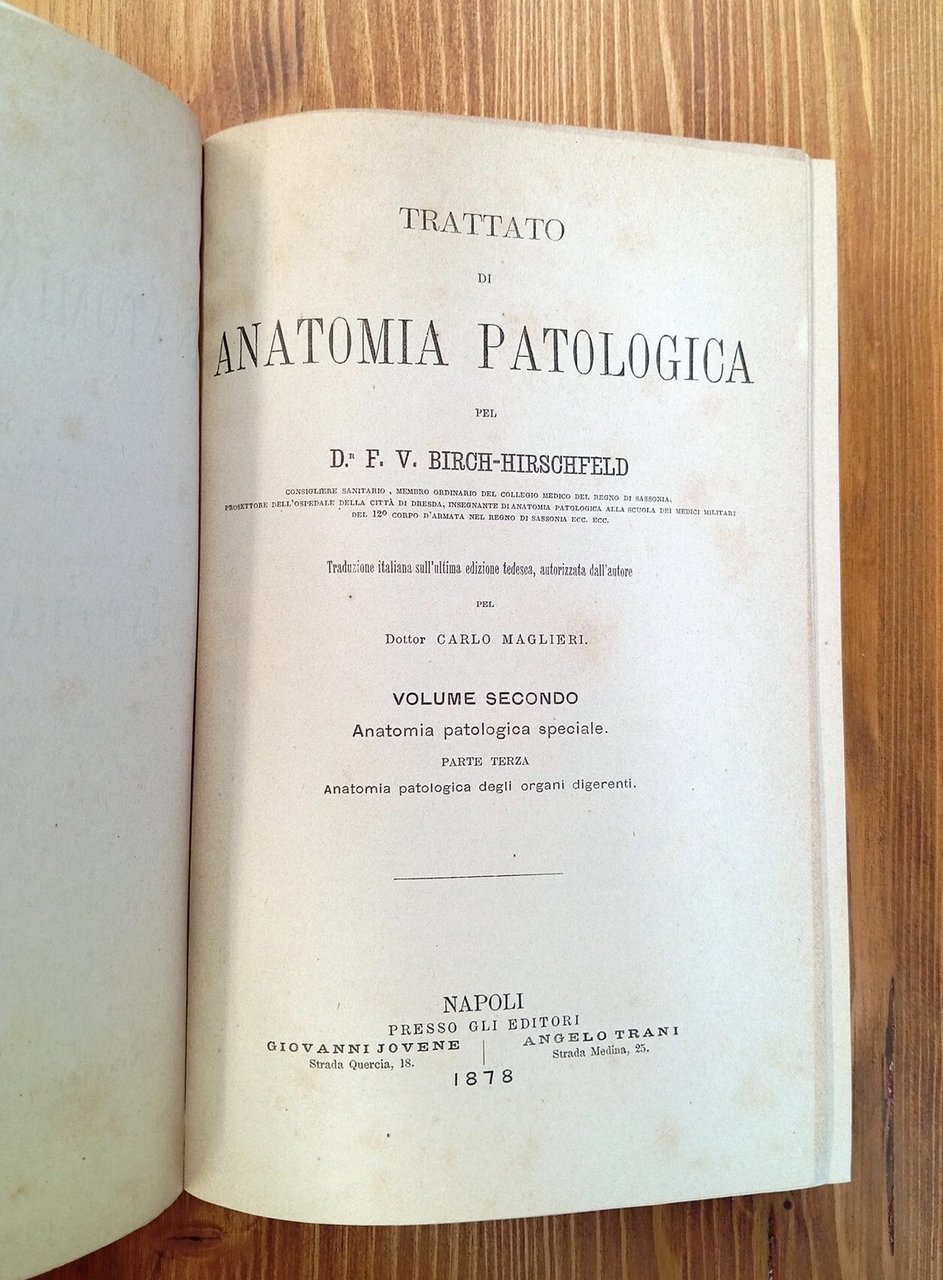 TRATTATO
DI
ANATOMIA PATOLOGICA
PEL
D.R F. V. BIRCH-HIRSCHFELD
CONSIGLIERE SANITARIO, MEMBRO ORDINARIO DEL COLLEGIO MEDICO DEL REGNO DI SASSONIA,
PROSETTORE DELL'OSPEDALE DELLA CITTÀ DI DRESDA, INSEGNANTE DI ANATOMIA PATOLOGICA ALLA SCUOLA DEI MEDICI MILITARI
DEL 12º CORPO D'ARMATA NEL REGNO DI SASSONIA ECC. ECC.
Traduzione italiana sull'ultima edizione tedesca, autorizzata dall'autore
PEL
Dottor CARLO MAGLIERI.
VOLUME SECONDO
Anatomia patologica speciale.
PARTE TERZA
Anatomia patologica degli organi digerenti.
NAPOLI
PRESSO GLI EDITORI
GIOVANNI JOVENE
Strada Quercia, 18.
ANGELO TRANI
Strada Medina, 25.
1878